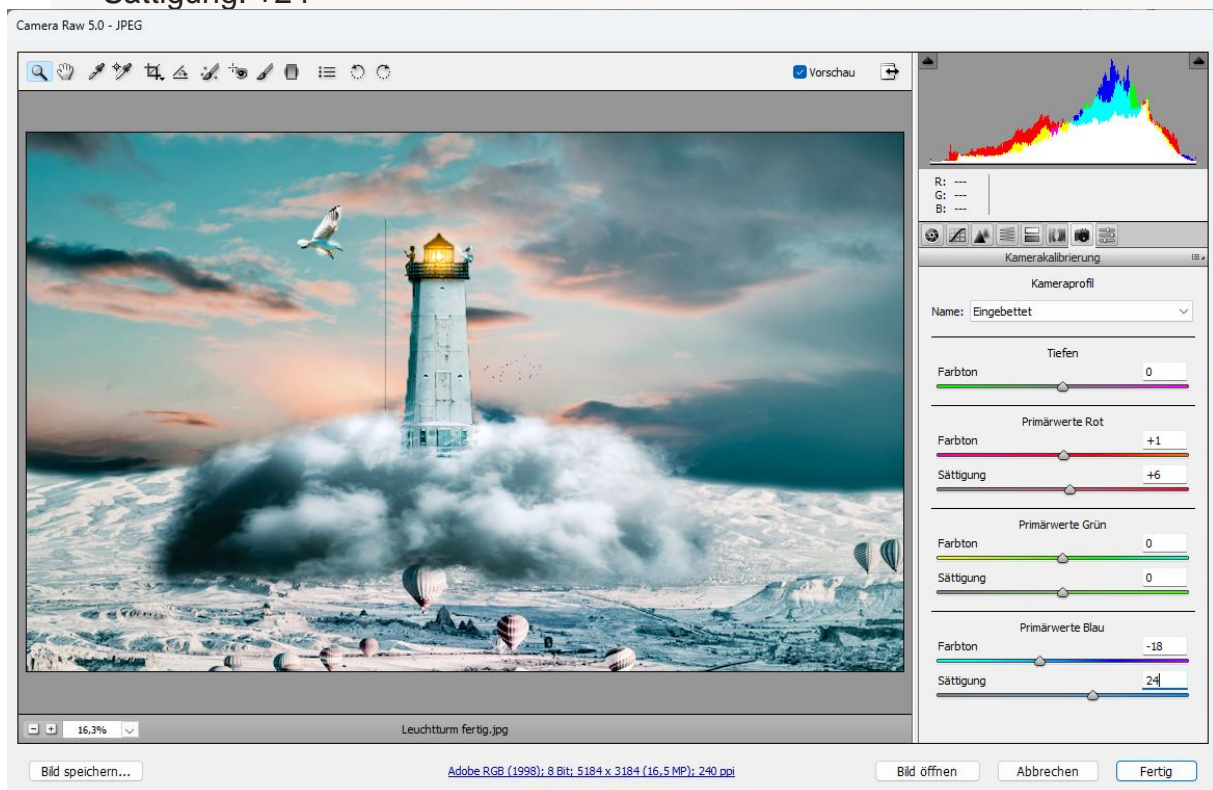 Sättigung: +24
Camera Raw 5.0 - JPEG
Vorschau
R: ---
G: ---
B: ---
Kamerakalibrierung
Kameraprofil
Name: Eingebettet
Tiefen
Farbton 0
Primärwerte Rot
Farbton +1
Sättigung +6
Primärwerte Grün
Farbton 0
Sättigung 0
Primärwerte Blau
Farbton -18
Sättigung 24
16,3%
Leuchtturm fertig.jpg
Bild speichern...
Adobe RGB (1998); 8 Bit; 5184 x 3184 (16,5 MP); 240 ppi
Bild öffnen
Abbrechen
Fertig